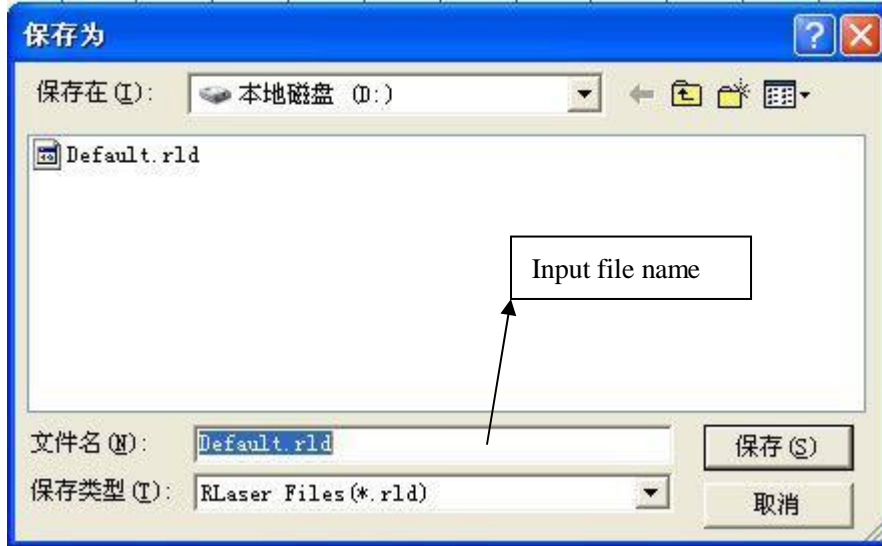 保存为
保存在(I): 本地磁盘 (D:)
Default.rld
Input file name
文件名(N): Default.rld 保存(S)
保存类型(T): RLaser Files(*.rld) 取消